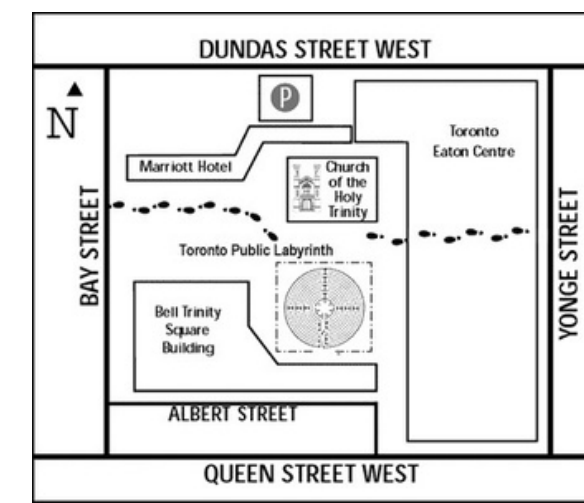 DUNDAS STREET WEST
P
N
Toronto
Eaton Centre
Marriott Hotel
Church
of the
Holy
Trinity
BAY STREET
YONGE STREET
Toronto Public Labyrinth
Bell Trinity
Square
Building
ALBERT STREET
QUEEN STREET WEST